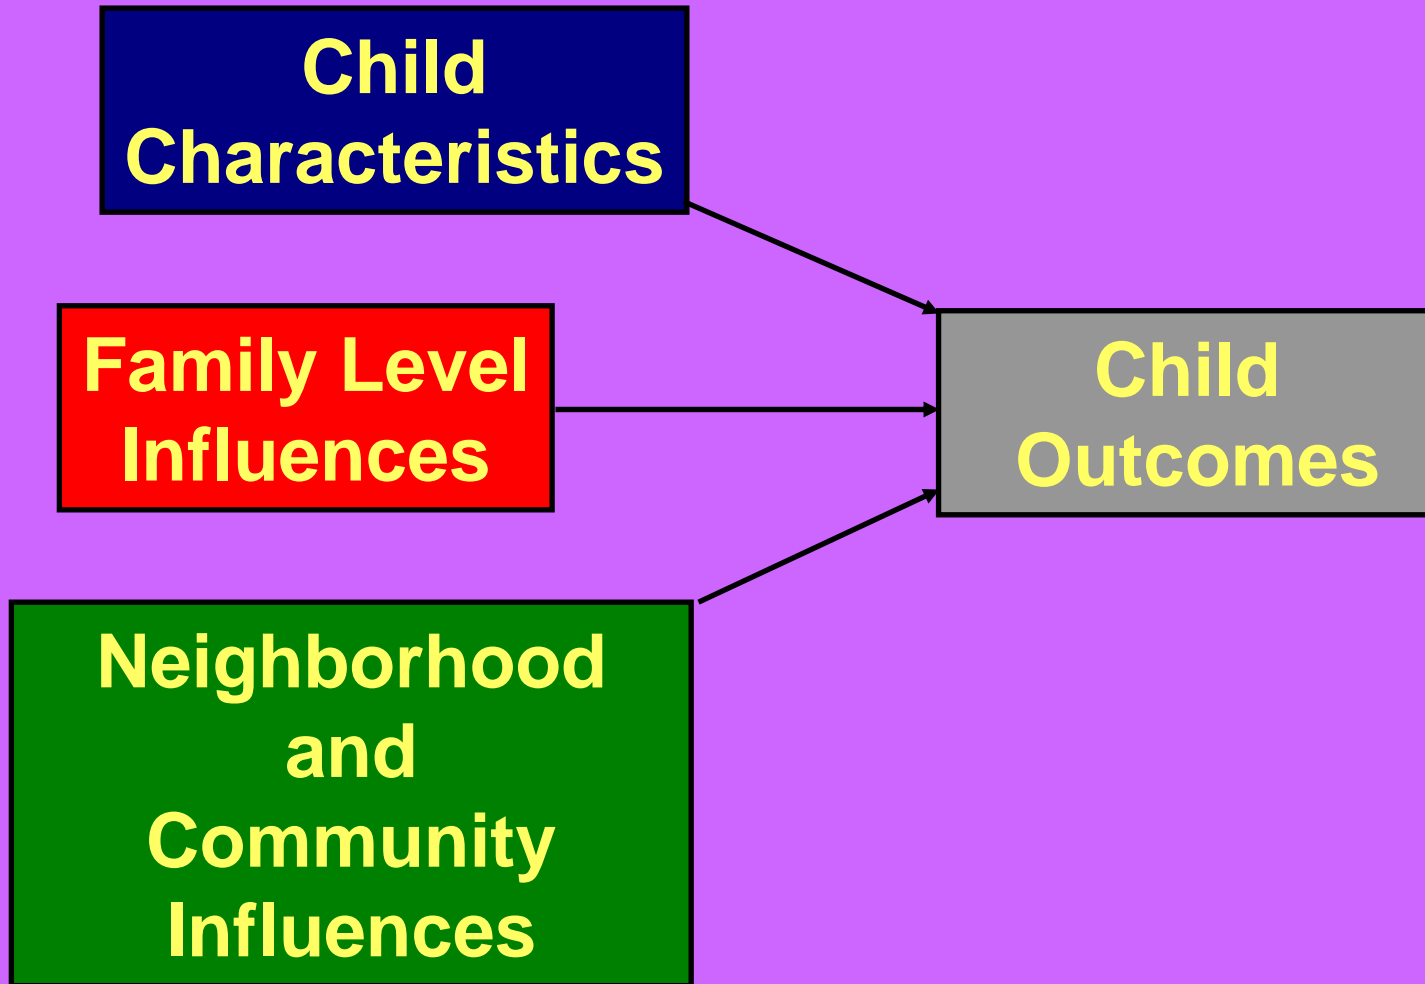 Child
Characteristics
Family Level
Influences
Child
Outcomes
Neighborhood
and
Community
Influences